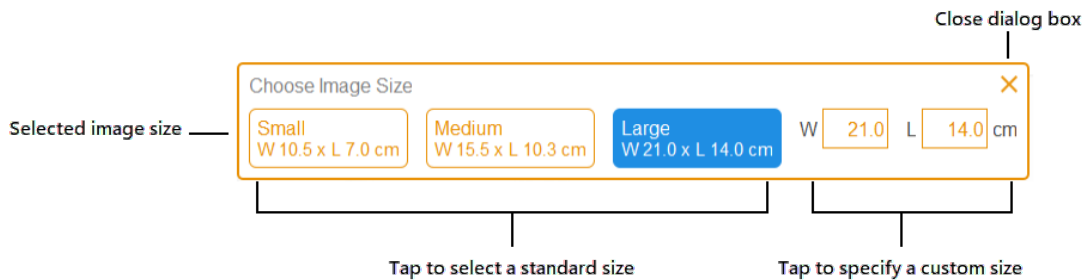 Close dialog box
Choose Image Size
Selected image size
Small
W 10.5 x L 7.0 cm
Medium
W 15.5 x L 10.3 cm
Large
W 21.0 x L 14.0 cm
W 21.0 L 14.0 cm
Tap to select a standard size
Tap to specify a custom size